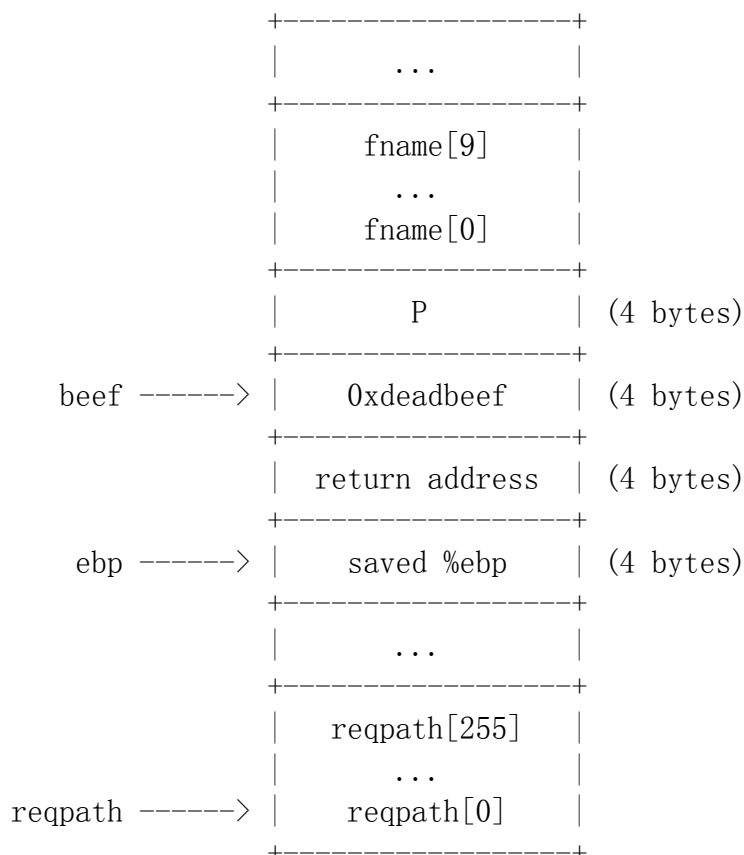 +------------------+
|       ...        |
+------------------+
|     fname[9]     |
|       ...        |
|     fname[0]     |
+------------------+
|        P         | (4 bytes)
+------------------+
beef ------> |    0xdeadbeef    | (4 bytes)
+------------------+
|  return address  | (4 bytes)
+------------------+
ebp ------> |    saved %ebp    | (4 bytes)
+------------------+
|       ...        |
+------------------+
|   reqpath[255]   |
|       ...        |
reqpath ------> |    reqpath[0]    |
+------------------+